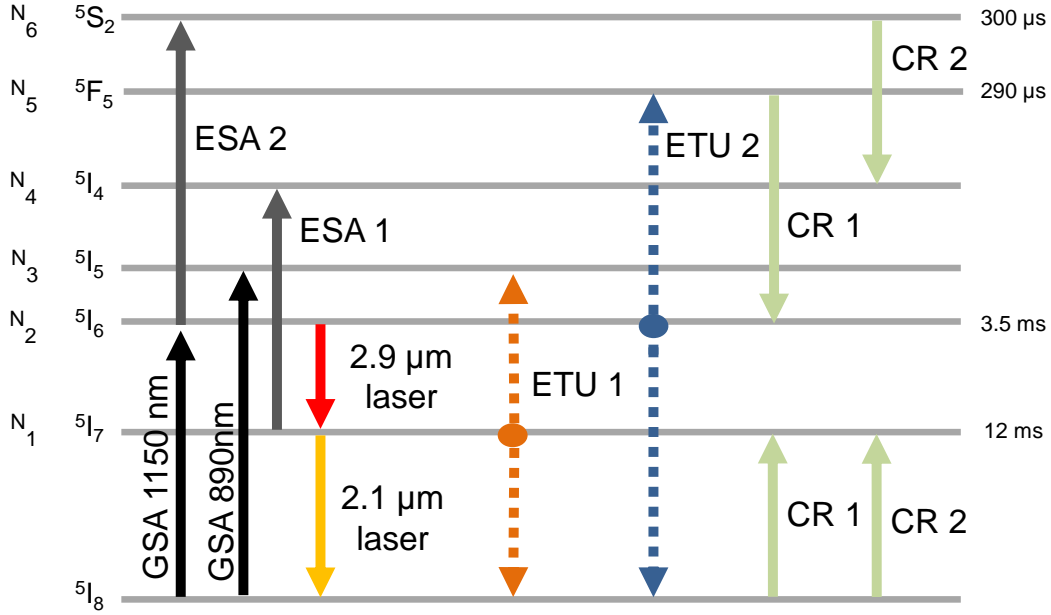 N6 ⁵S₂ 300 µs
CR 2
N5 ⁵F₅ 290 µs
ESA 2
ETU 2
N4 ⁵I₄
ESA 1
CR 1
N3 ⁵I₅
N2 ⁵I₆ 3.5 ms
2.9 µm
laser
ETU 1
N1 ⁵I₇ 12 ms
GSA 1150 nm
GSA 890nm
2.1 µm
laser
CR 1
CR 2
⁵I₈